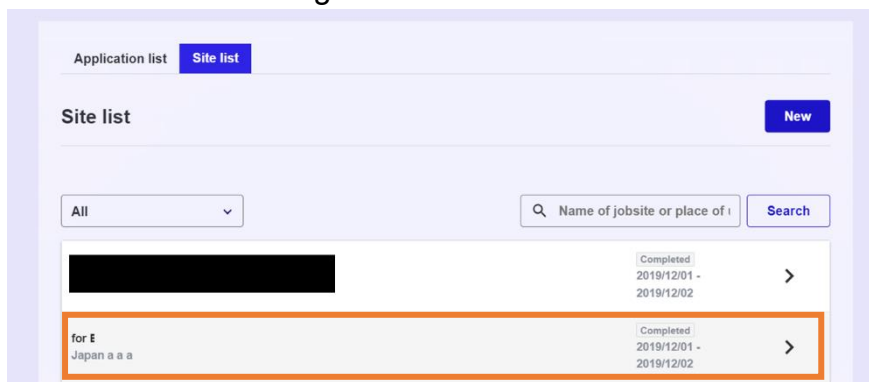 Application list Site list
Site list
New
All
Name of jobsite or place of
Search
Completed
2019/12/01 -
2019/12/02
for E
Japan a a a
Completed
2019/12/01 -
2019/12/02